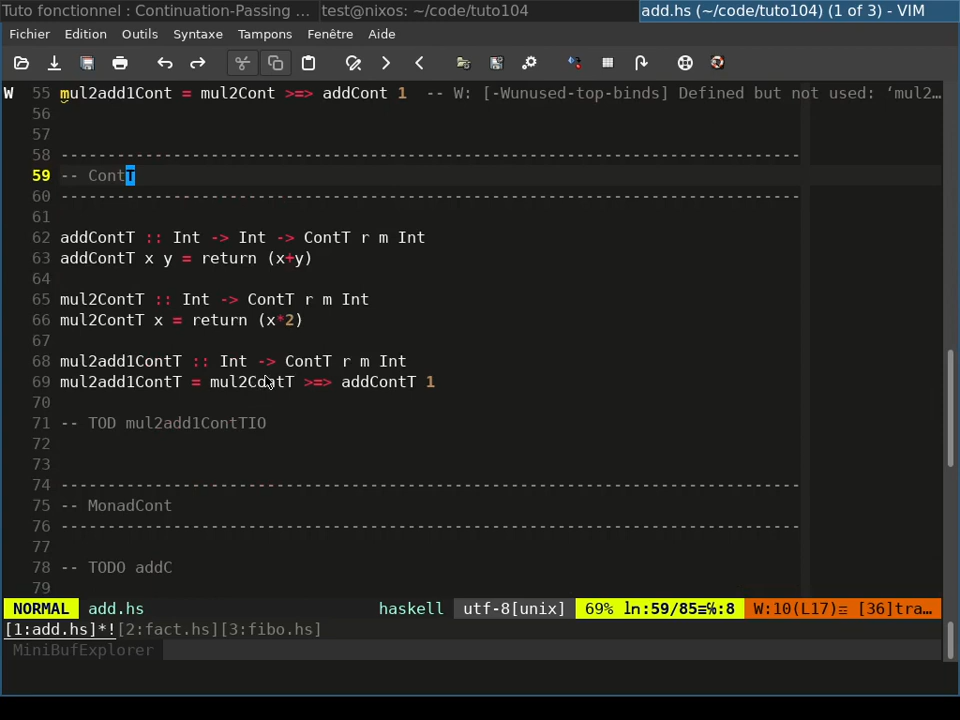 Tuto fonctionnel : Continuation-Passing ... test@nixos: ~/code/tuto104 add.hs (~/code/tuto104) (1 of 3) - VIM
Fichier Edition Outils Syntaxe Tampons Fenêtre Aide
W 55 mul2add1Cont = mul2Cont >=> addCont 1 -- W: [-Wunused-top-binds] Defined but not used: ‘mul2…
56
57
58 -------------------------------------------------------------------------------
59 -- ContT
60 -------------------------------------------------------------------------------
61
62 addContT :: Int -> Int -> ContT r m Int
63 addContT x y = return (x+y)
64
65 mul2ContT :: Int -> ContT r m Int
66 mul2ContT x = return (x*2)
67
68 mul2add1ContT :: Int -> ContT r m Int
69 mul2add1ContT = mul2ContT >=> addContT 1
70
71 -- TOD mul2add1ContTIO
72
73
74 -------------------------------------------------------------------------------
75 -- MonadCont
76 -------------------------------------------------------------------------------
77
78 -- TODO addC
79
NORMAL add.hs haskell utf-8[unix] 69% ln:59/85≡℅:8 W:10(L17)☰ [36]tra…
[1:add.hs]*![2:fact.hs][3:fibo.hs]
MiniBufExplorer